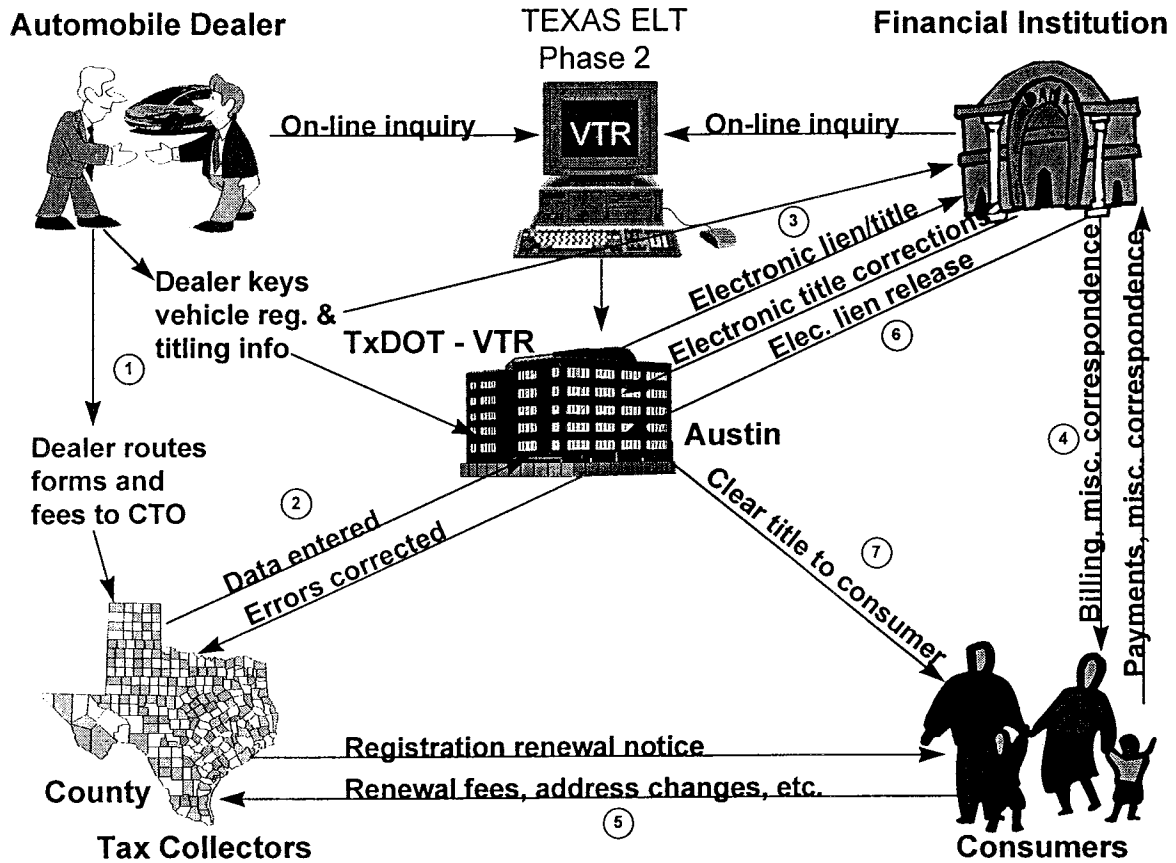 Automobile Dealer
TEXAS ELT
Phase 2
Financial Institution
On-line inquiry
VTR
On-line inquiry
BANK
3
Electronic lien/title
Electronic title corrections
Elec. lien release
6
Dealer keys
vehicle reg. &
titling info
TxDOT - VTR
Austin
1
Dealer routes
forms and
fees to CTO
2
Data entered
Errors corrected
Clear title to consumer
7
4
Billing, misc. correspondence
Payments, misc. correspondence
Registration renewal notice
Renewal fees, address changes, etc.
5
County
Tax Collectors
Consumers